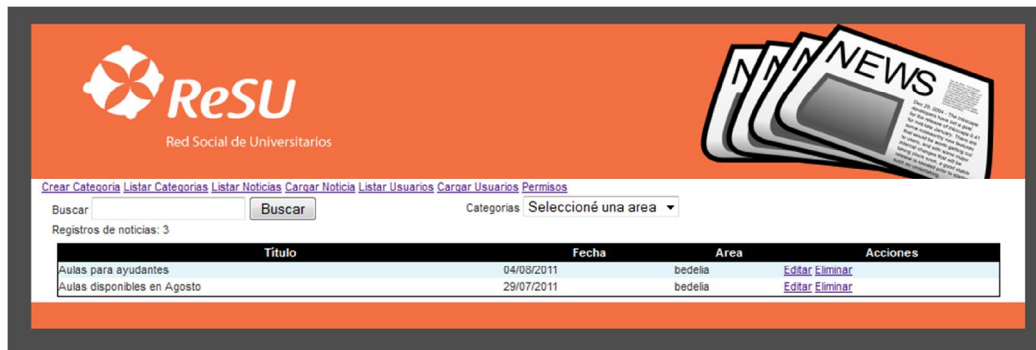 ReSU
Red Social de Universitarios
NEWS
Crear Categoria Listar Categorias Listar Noticias Cargar Noticia Listar Usuarios Cargar Usuarios Permisos
Buscar Buscar Categorias Seleccioné una area
Registros de noticias: 3
Título Fecha Area Acciones
Aulas para ayudantes 04/08/2011 bedelia Editar Eliminar
Aulas disponibles en Agosto 29/07/2011 bedelia Editar Eliminar